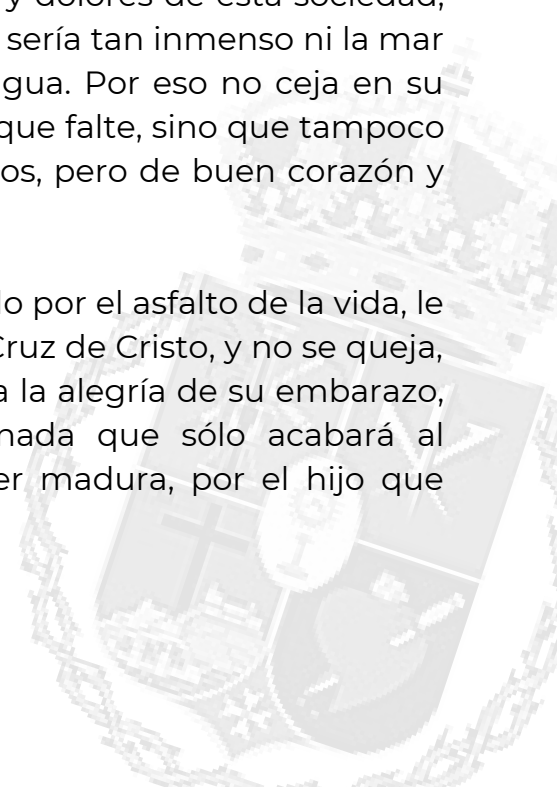 y dolores de esta sociedad,
sería tan inmenso ni la mar
gua. Por eso no ceja en su
que falte, sino que tampoco
os, pero de buen corazón y
lo por el asfalto de la vida, le
Cruz de Cristo, y no se queja,
a la alegría de su embarazo,
nada que sólo acabará al
er madura, por el hijo que